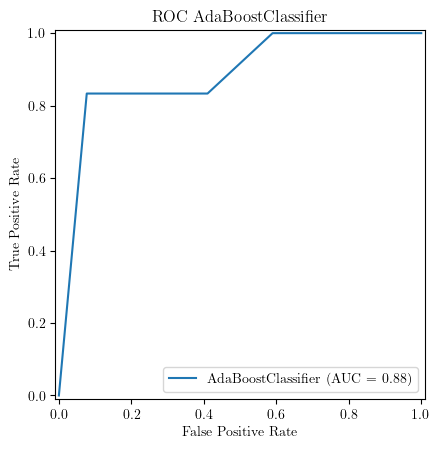 ROC AdaBoostClassifier
1.0
0.8
0.6
0.4
0.2
0.0
True Positive Rate
AdaBoostClassifier (AUC = 0.88)
0.0 0.2 0.4 0.6 0.8 1.0
False Positive Rate